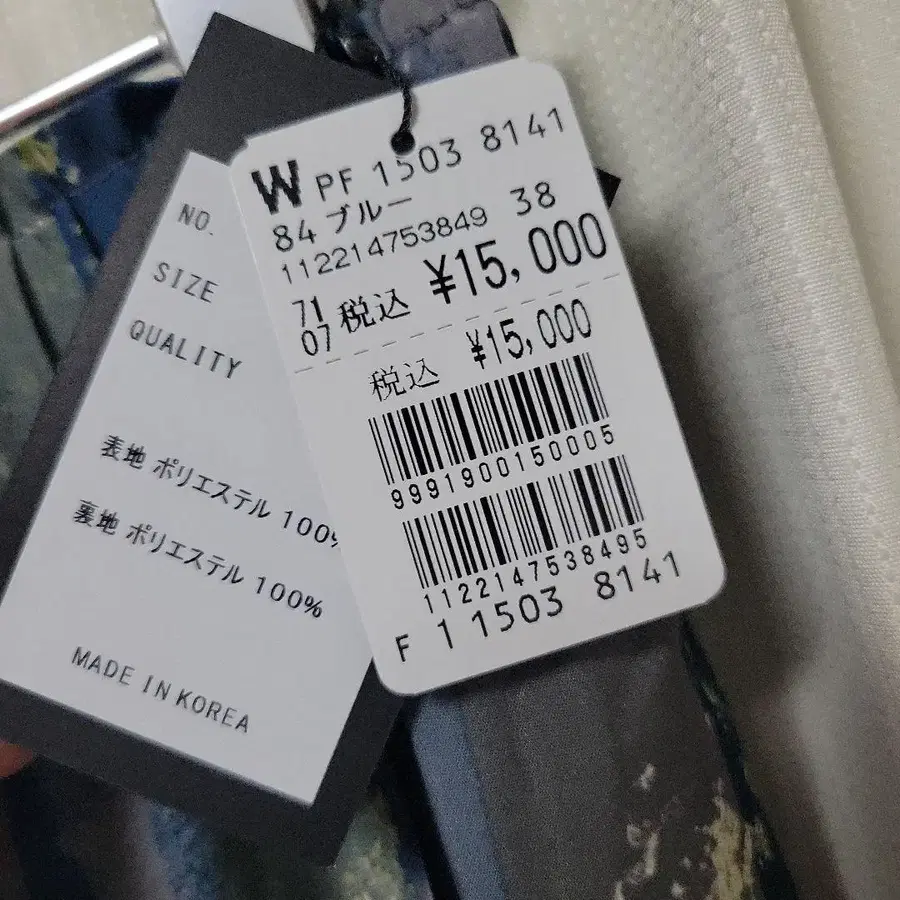 W PF 1503 8141
84 ブルー 38
112214753849
71
07 税込 ¥15,000
税込 ¥15,000
9991900150005
1122147538495
F 1 1503 8141
NO.
SIZE
QUALITY
表地 ポリエステル 100%
裏地 ポリエステル 100%
MADE IN KOREA